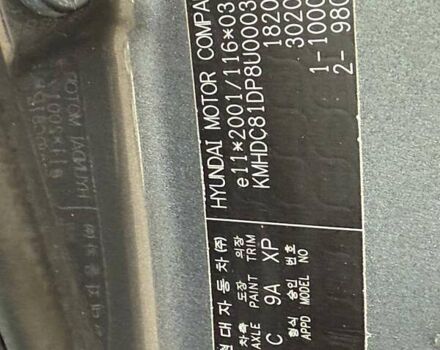 HYUNDAI MOTOR COMPA
e11*2001/116*03
KMHDC81DP8U0003
1820
3020
1-1000
2- 980
현대자동차(주)
차축 도장 의장
AXLE PAINT TRIM
C 9A XP
형식 승인 번호
APPD MODEL NO